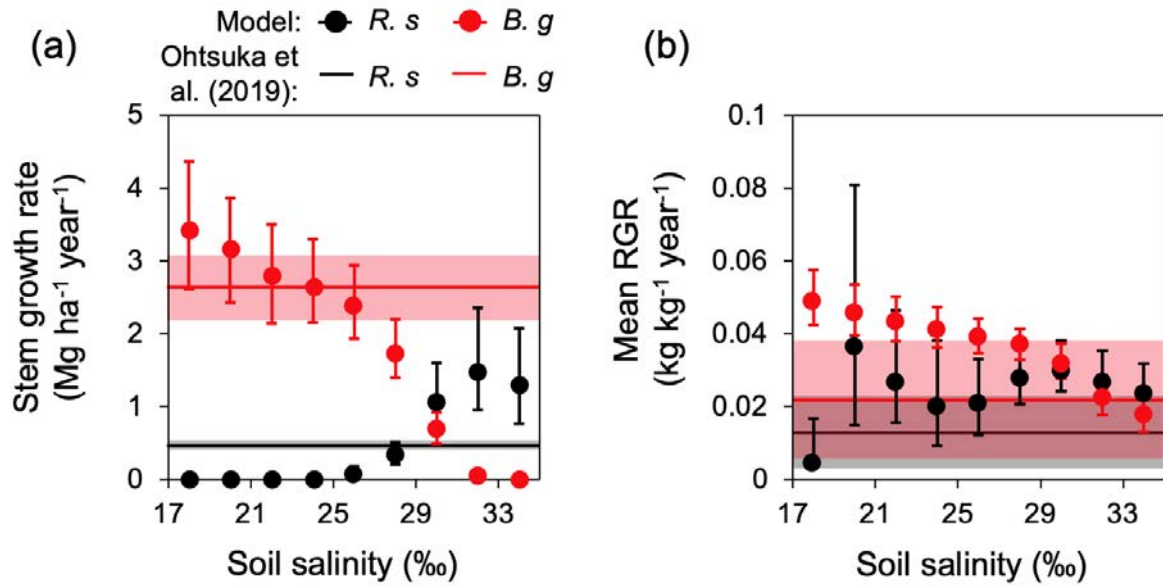 (a)
Model: R. s B. g
Ohtsuka et
al. (2019): R. s B. g
Stem growth rate
(Mg ha⁻¹ year⁻¹)
5
4
3
2
1
0
17 21 25 29 33
Soil salinity (‰)
(b)
Mean RGR
(kg kg⁻¹ year⁻¹)
0.1
0.08
0.06
0.04
0.02
0
17 21 25 29 33
Soil salinity (‰)